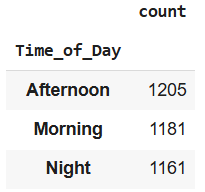 count
Time_of_Day
Afternoon 1205
Morning 1181
Night 1161